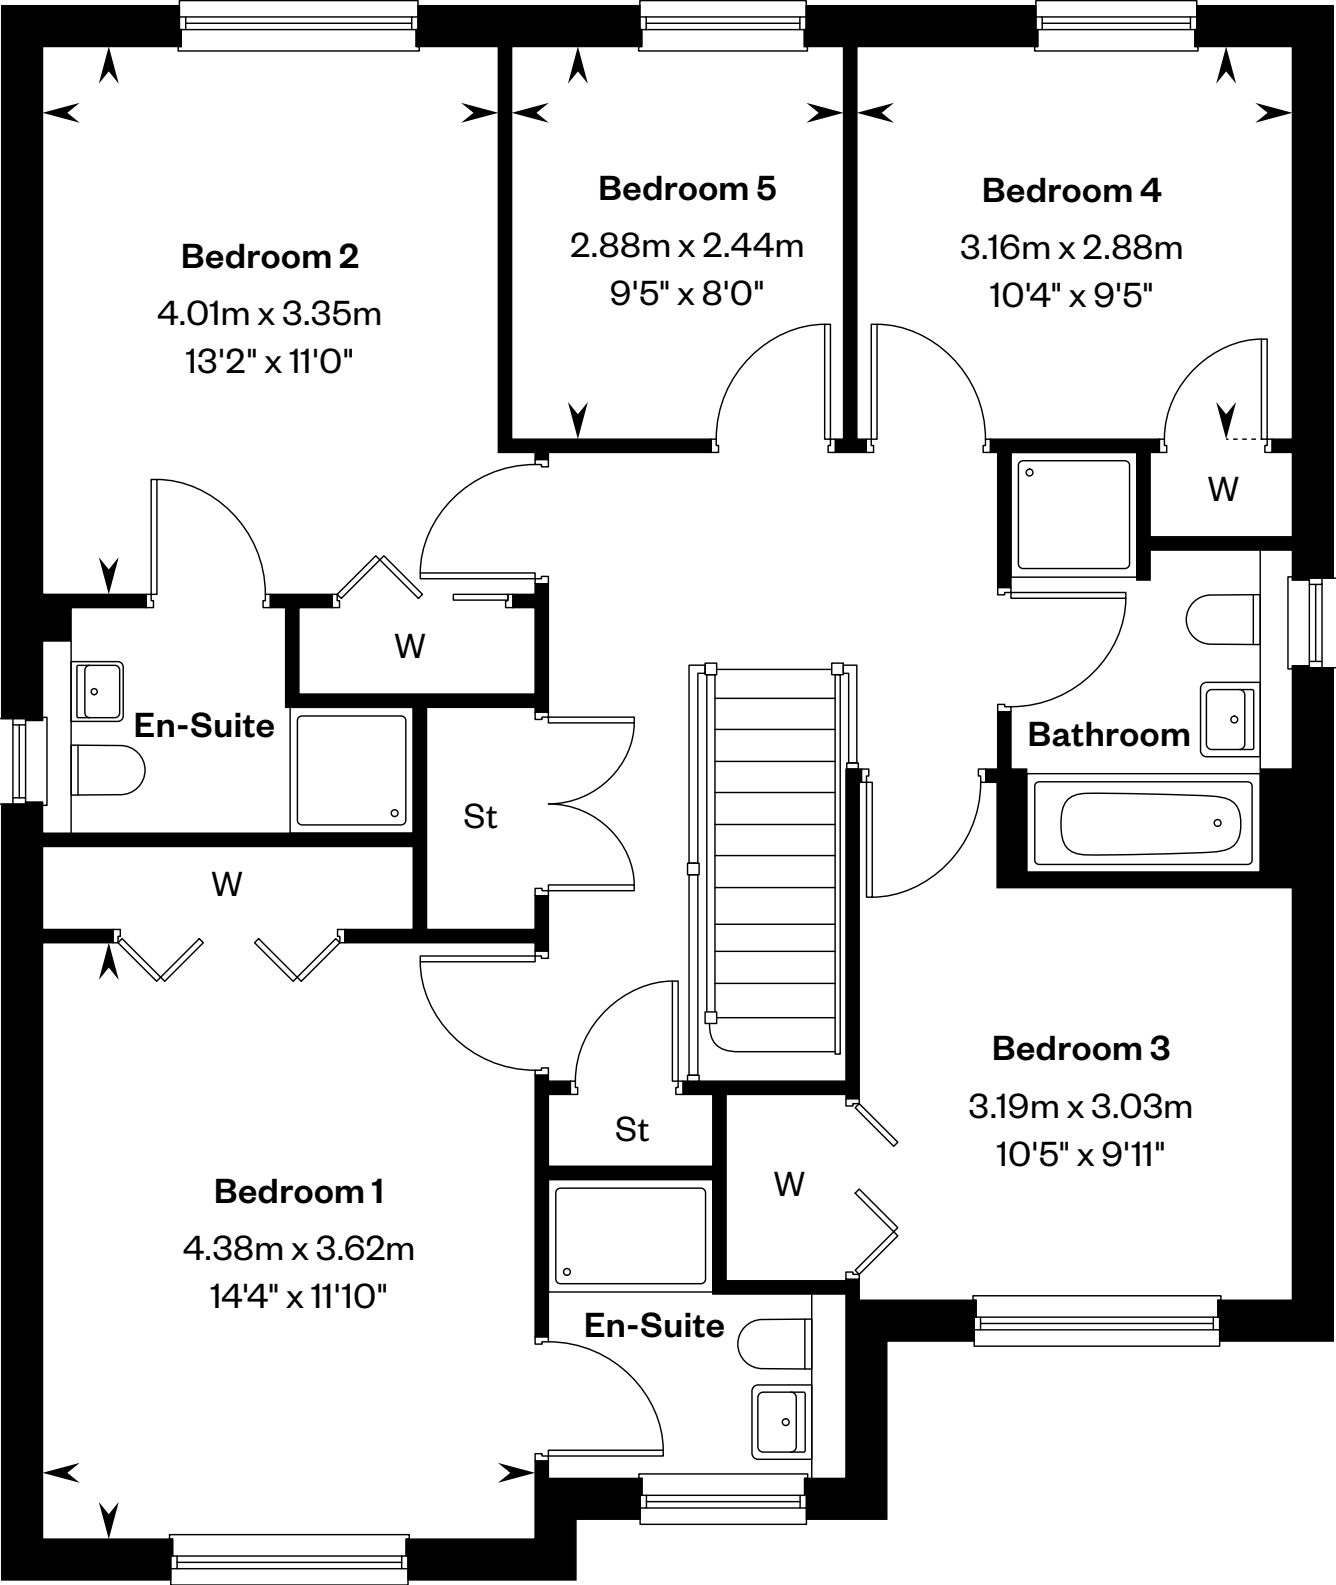 Bedroom 2
4.01m x 3.35m
13'2" x 11'0"
Bedroom 5
2.88m x 2.44m
9'5" x 8'0"
Bedroom 4
3.16m x 2.88m
10'4" x 9'5"
W
W
En-Suite
Bathroom
St
W
Bedroom 3
3.19m x 3.03m
10'5" x 9'11"
St
W
Bedroom 1
4.38m x 3.62m
14'4" x 11'10"
En-Suite